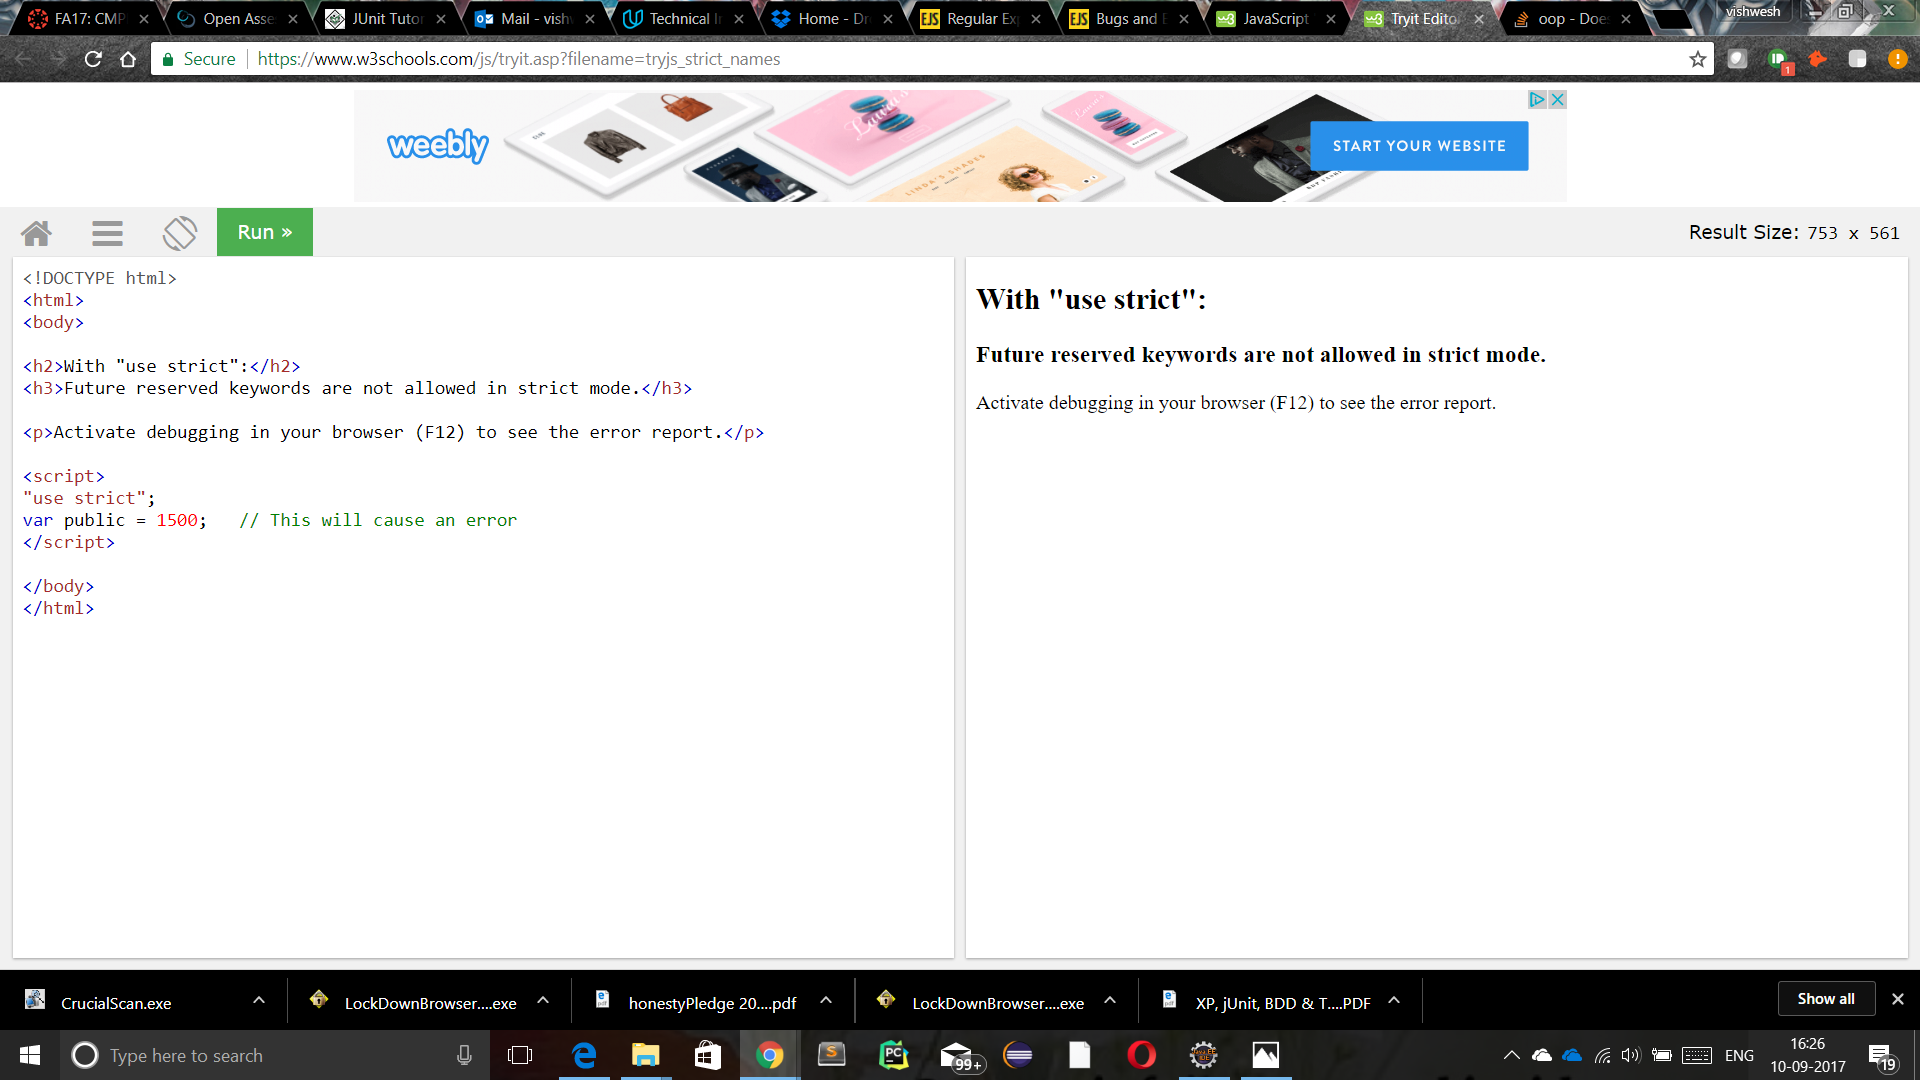 FA17: CMP
Open Asse
JUnit Tutor
Mail - vish
Technical I
Home - Dr
Regular Ex
Bugs and E
JavaScript
Tryit Edito
oop - Does
vishwesh
Secure
https://www.w3schools.com/js/tryit.asp?filename=tryjs_strict_names
1
weebly
LINDA'S SHADES
START YOUR WEBSITE
Run »
Result Size: 753 x 561
<!DOCTYPE html>
<html>
<body>
<h2>With "use strict":</h2>
<h3>Future reserved keywords are not allowed in strict mode.</h3>
<p>Activate debugging in your browser (F12) to see the error report.</p>
<script>
"use strict";
var public = 1500;   // This will cause an error
</script>
</body>
</html>
With "use strict":
Future reserved keywords are not allowed in strict mode.
Activate debugging in your browser (F12) to see the error report.
CrucialScan.exe
LockDownBrowser....exe
honestyPledge 20....pdf
LockDownBrowser....exe
XP, jUnit, BDD & T....PDF
Show all
Type here to search
99+
ENG
16:26
10-09-2017
19